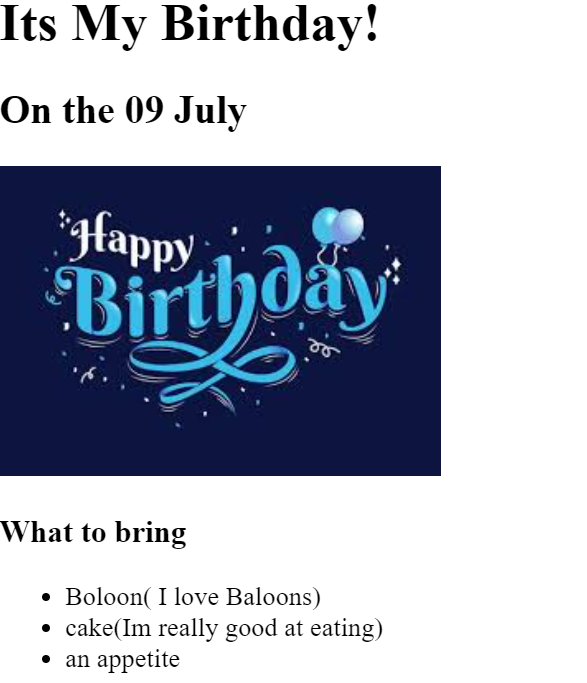 Its My Birthday!
On the 09 July
Happy
Birthday
What to bring
Boloon( I love Baloons)
cake(Im really good at eating)
an appetite